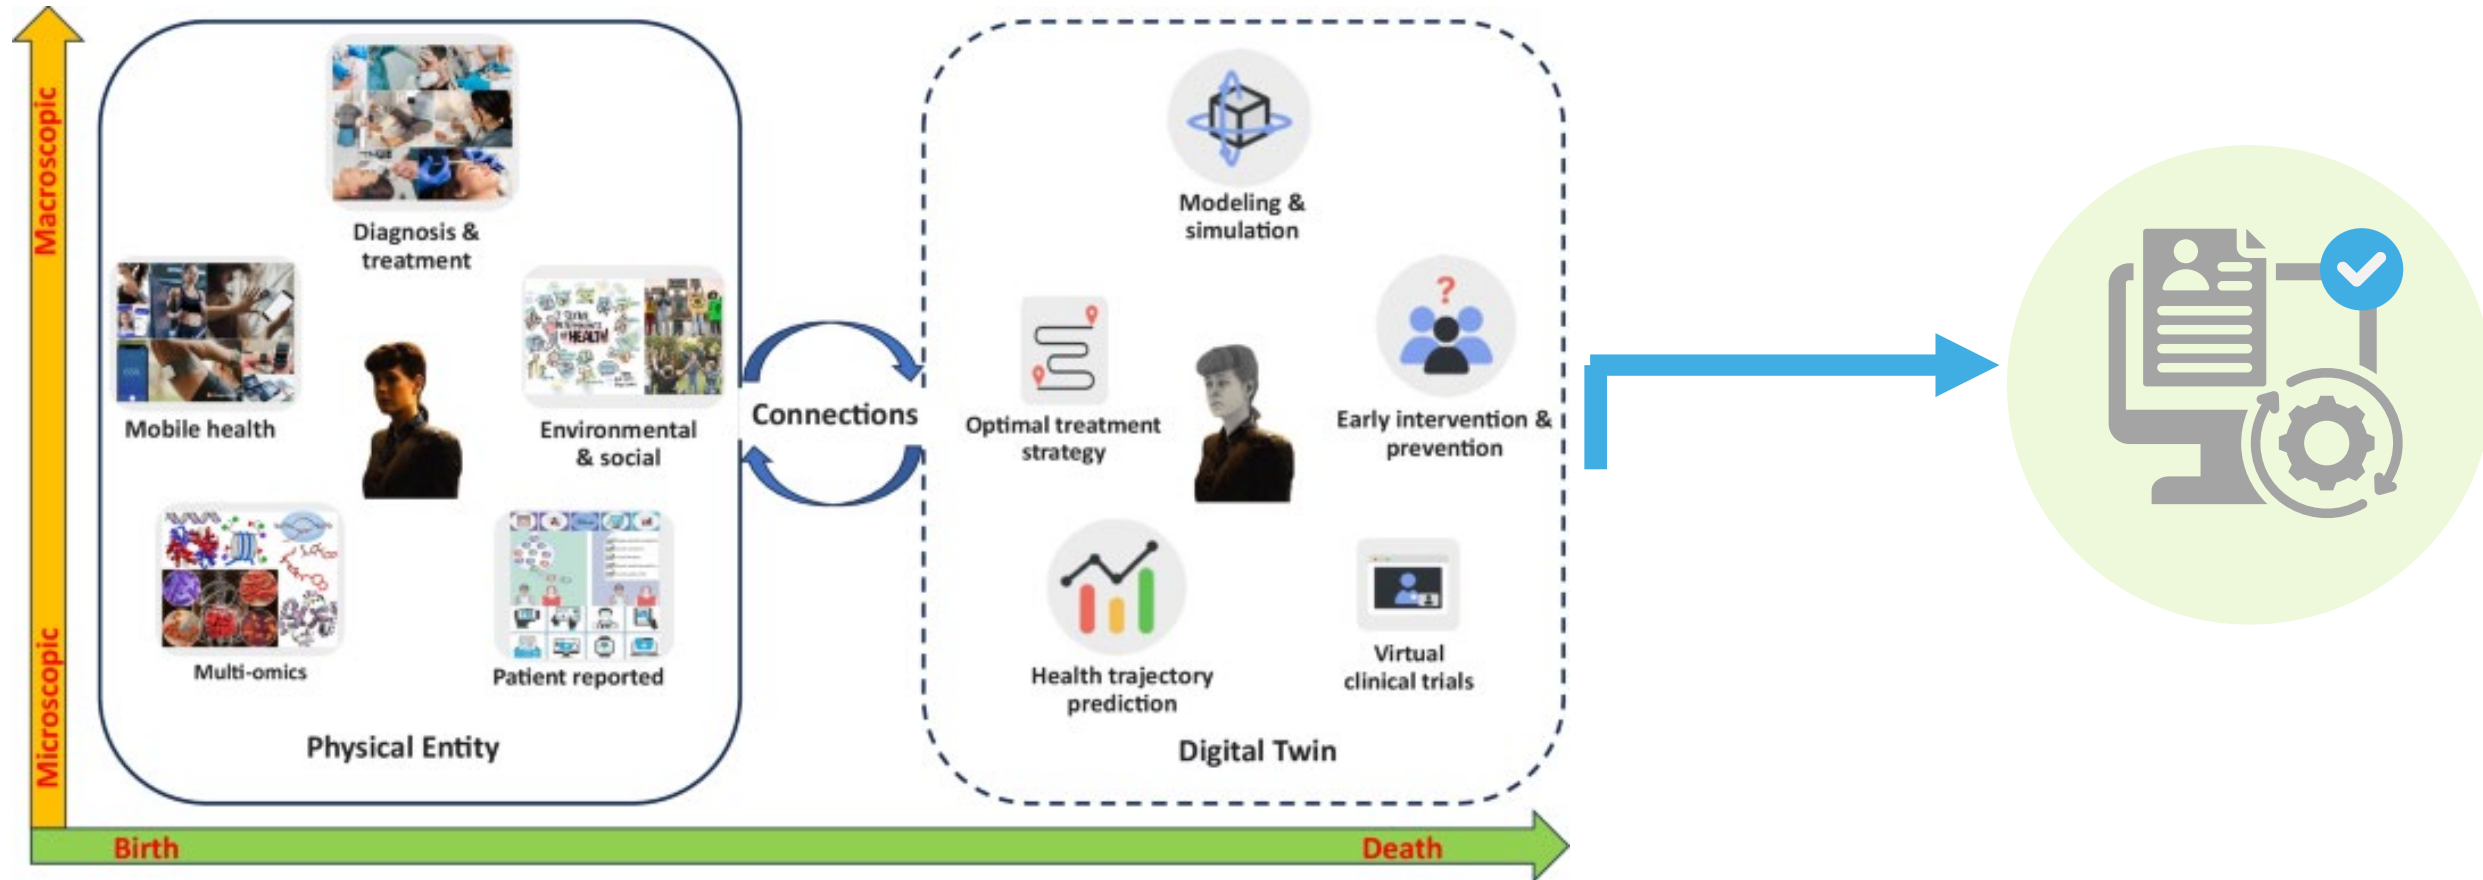 Macroscopic
Microscopic
Birth
Death
Diagnosis &
treatment
Mobile health
Environmental
& social
HEALTH
Multi-omics
Patient reported
Physical Entity
Connections
Modeling &
simulation
Optimal treatment
strategy
?
Early intervention &
prevention
Health trajectory
prediction
Virtual
clinical trials
Digital Twin